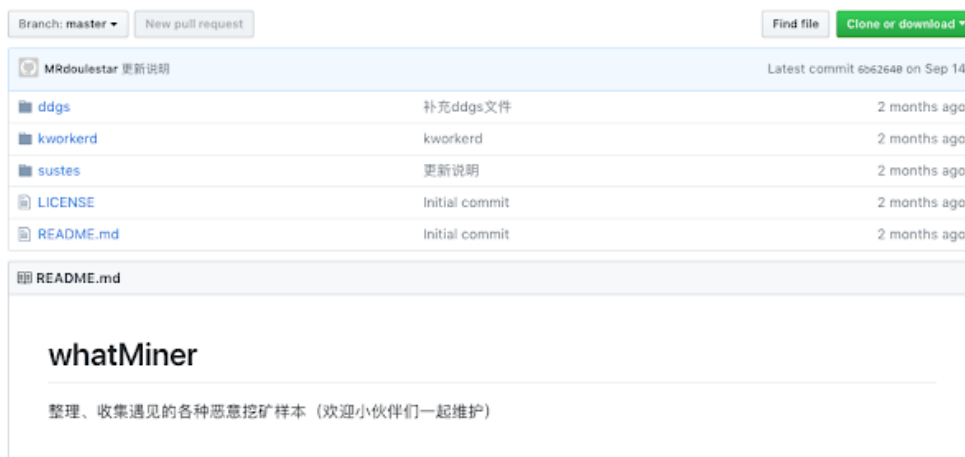 Branch: master New pull request Find file Clone or download
MRdoulestar 更新说明 Latest commit 6b62640 on Sep 14
ddgs 补充ddgs文件 2 months ago
kworkerd kworkerd 2 months ago
sustes 更新说明 2 months ago
LICENSE Initial commit 2 months ago
README.md Initial commit 2 months ago
README.md
whatMiner
整理、收集遇见的各种恶意挖矿样本（欢迎小伙伴们一起维护）